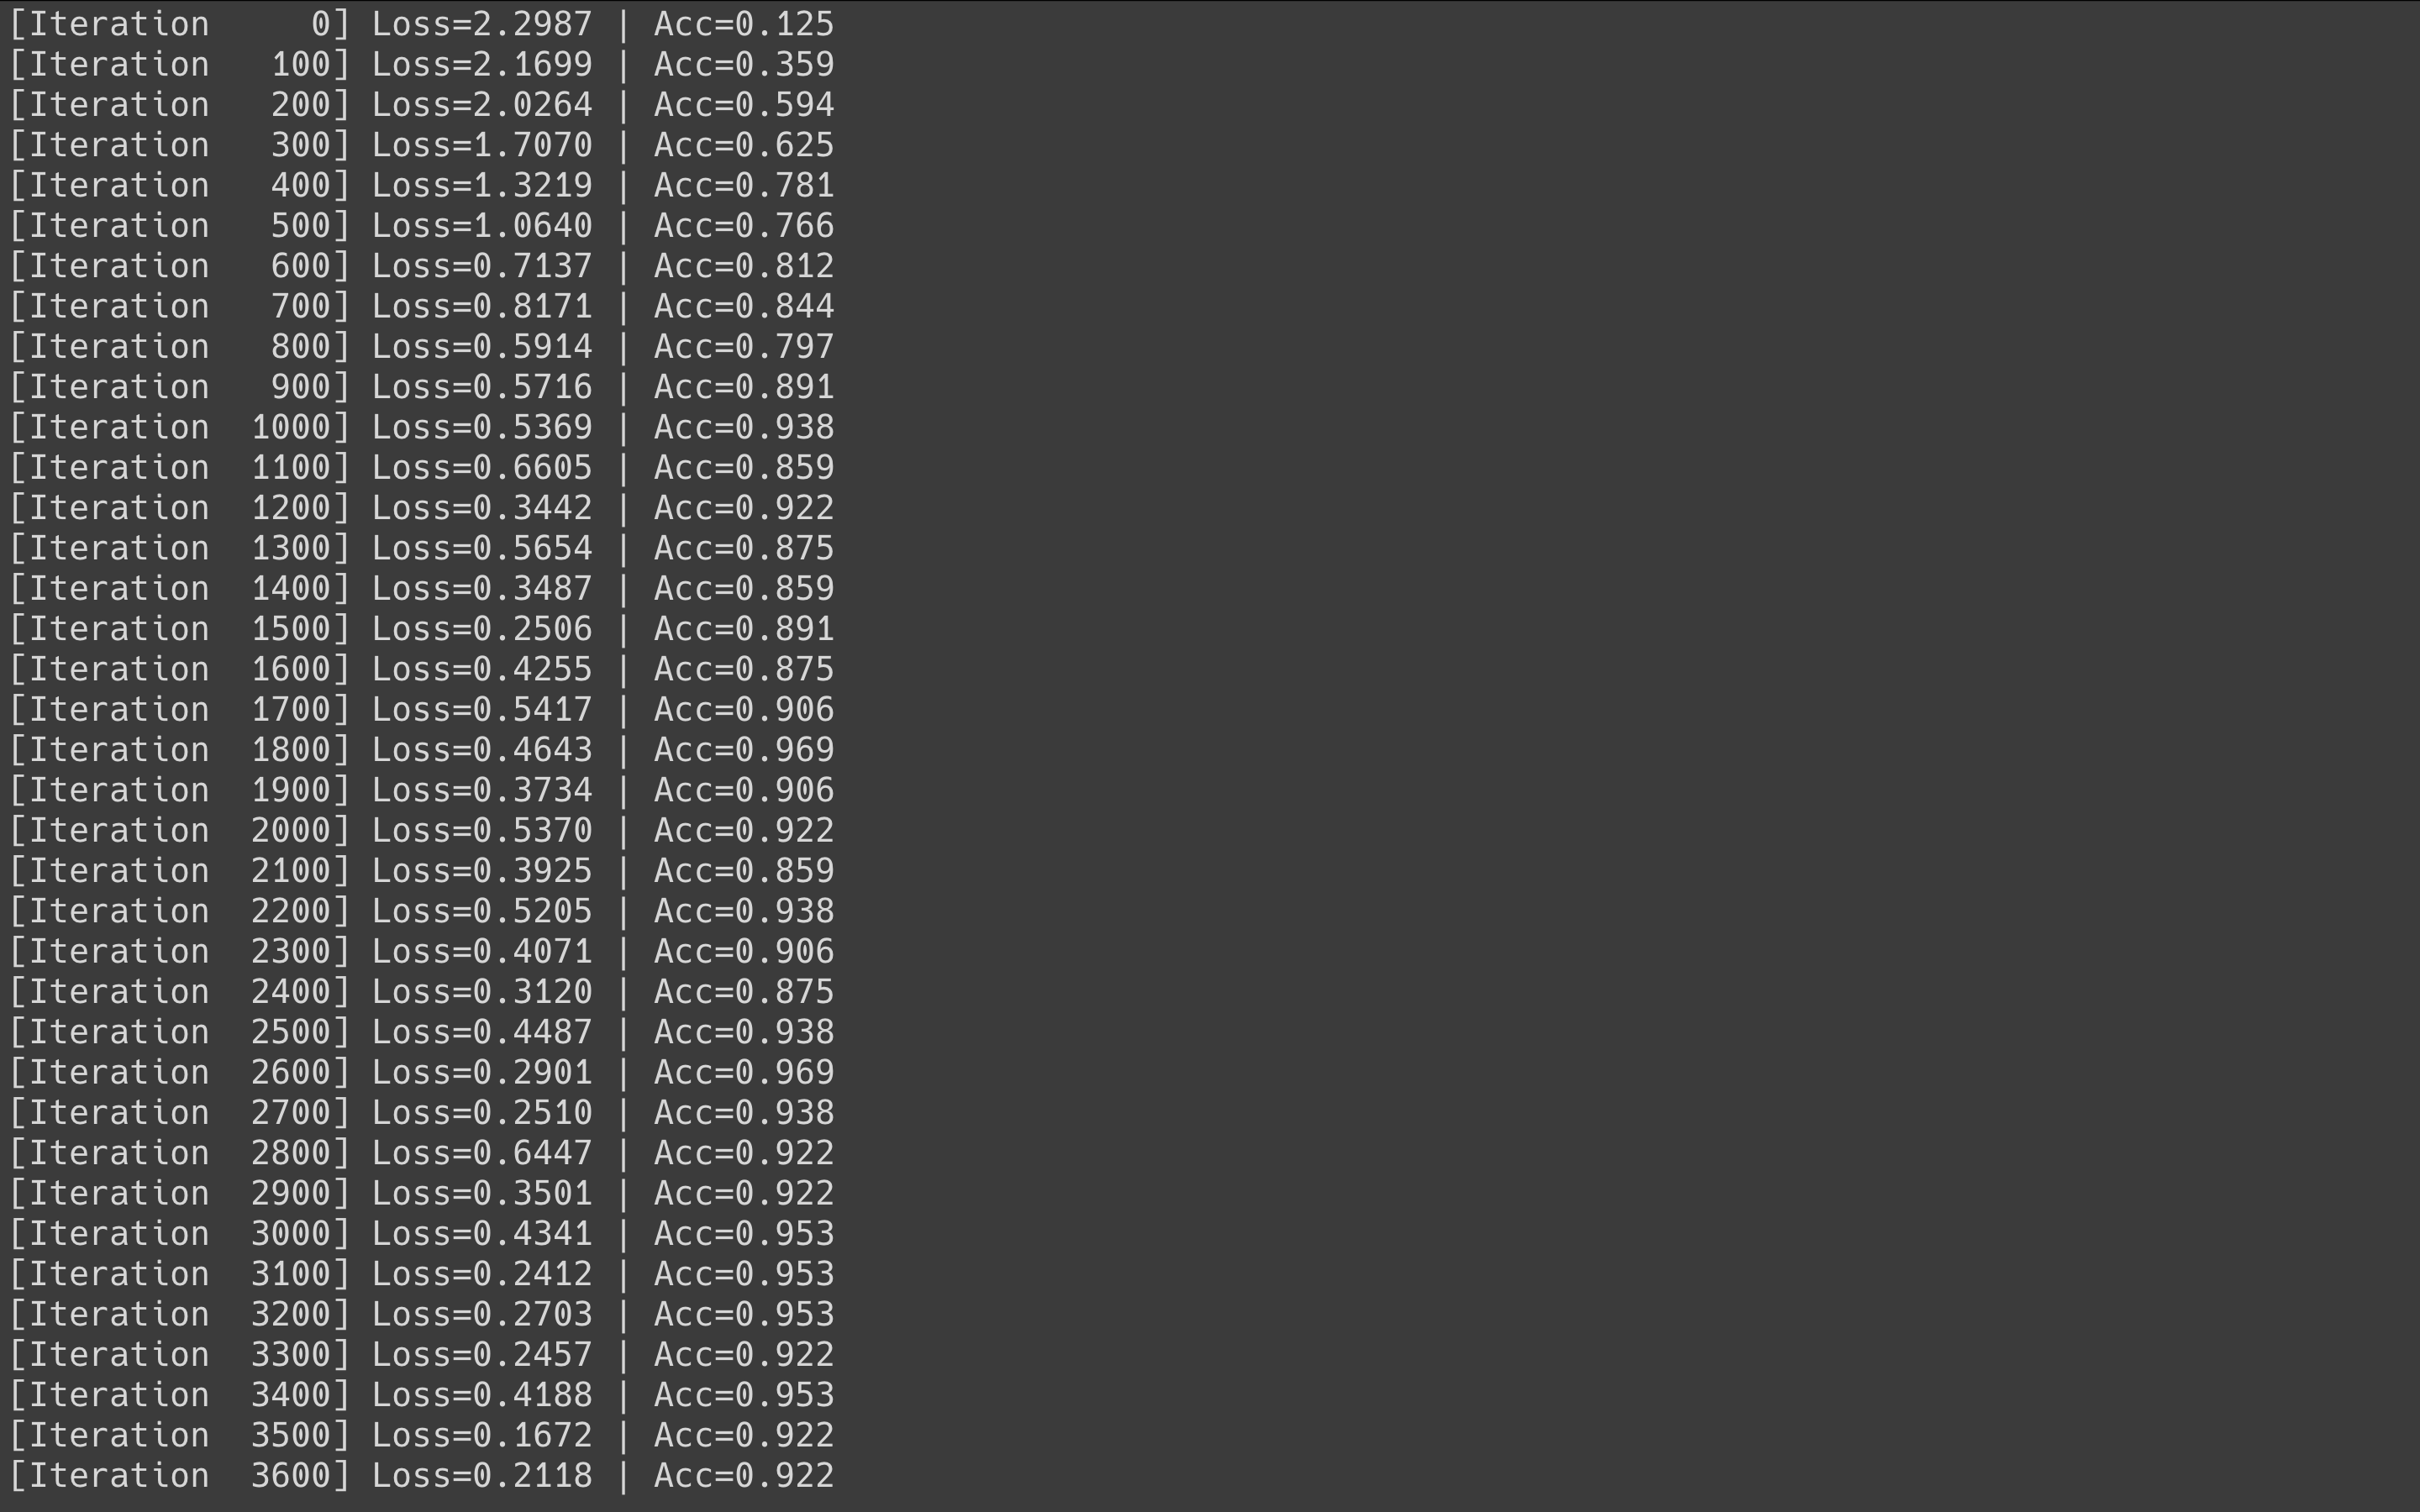 [Iteration     0] Loss=2.2987 | Acc=0.125
[Iteration   100] Loss=2.1699 | Acc=0.359
[Iteration   200] Loss=2.0264 | Acc=0.594
[Iteration   300] Loss=1.7070 | Acc=0.625
[Iteration   400] Loss=1.3219 | Acc=0.781
[Iteration   500] Loss=1.0640 | Acc=0.766
[Iteration   600] Loss=0.7137 | Acc=0.812
[Iteration   700] Loss=0.8171 | Acc=0.844
[Iteration   800] Loss=0.5914 | Acc=0.797
[Iteration   900] Loss=0.5716 | Acc=0.891
[Iteration  1000] Loss=0.5369 | Acc=0.938
[Iteration  1100] Loss=0.6605 | Acc=0.859
[Iteration  1200] Loss=0.3442 | Acc=0.922
[Iteration  1300] Loss=0.5654 | Acc=0.875
[Iteration  1400] Loss=0.3487 | Acc=0.859
[Iteration  1500] Loss=0.2506 | Acc=0.891
[Iteration  1600] Loss=0.4255 | Acc=0.875
[Iteration  1700] Loss=0.5417 | Acc=0.906
[Iteration  1800] Loss=0.4643 | Acc=0.969
[Iteration  1900] Loss=0.3734 | Acc=0.906
[Iteration  2000] Loss=0.5370 | Acc=0.922
[Iteration  2100] Loss=0.3925 | Acc=0.859
[Iteration  2200] Loss=0.5205 | Acc=0.938
[Iteration  2300] Loss=0.4071 | Acc=0.906
[Iteration  2400] Loss=0.3120 | Acc=0.875
[Iteration  2500] Loss=0.4487 | Acc=0.938
[Iteration  2600] Loss=0.2901 | Acc=0.969
[Iteration  2700] Loss=0.2510 | Acc=0.938
[Iteration  2800] Loss=0.6447 | Acc=0.922
[Iteration  2900] Loss=0.3501 | Acc=0.922
[Iteration  3000] Loss=0.4341 | Acc=0.953
[Iteration  3100] Loss=0.2412 | Acc=0.953
[Iteration  3200] Loss=0.2703 | Acc=0.953
[Iteration  3300] Loss=0.2457 | Acc=0.922
[Iteration  3400] Loss=0.4188 | Acc=0.953
[Iteration  3500] Loss=0.1672 | Acc=0.922
[Iteration  3600] Loss=0.2118 | Acc=0.922